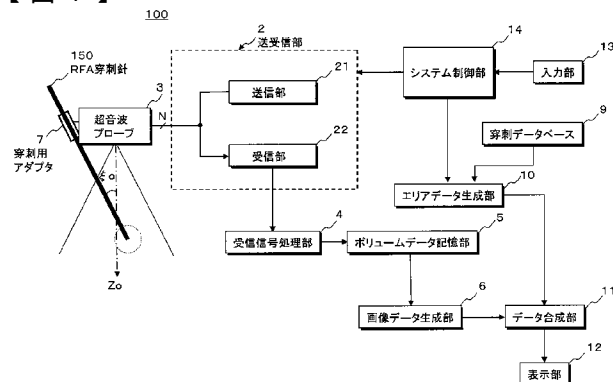 100
150
RFA穿刺針
3
超音波
プローブ
7
穿刺用
アダプタ
ξo
Zo
N
2
送受信部
21
送信部
22
受信部
14
システム制御部
13
入力部
9
穿刺データベース
10
エリアデータ生成部
4
受信信号処理部
5
ボリュームデータ記憶部
6
画像データ生成部
11
データ合成部
12
表示部